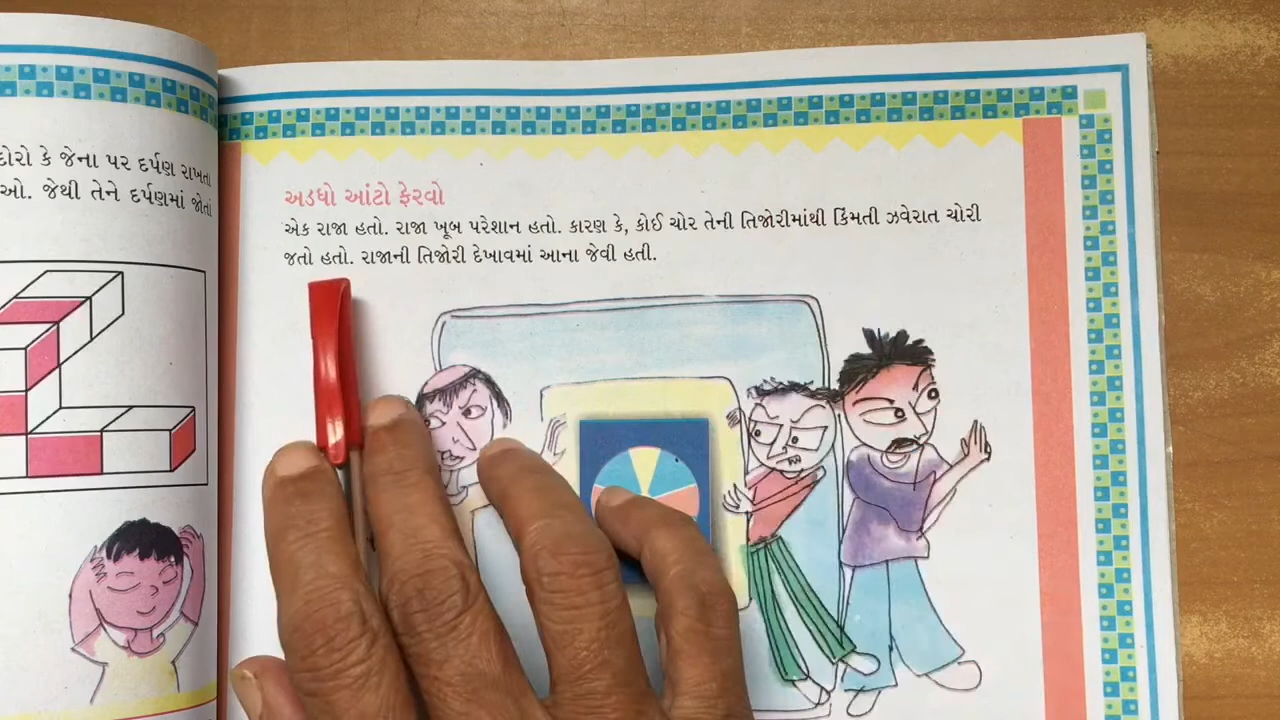 દોરો કે જેના પર દર્પણ રાખતા
ઓ. જેથી તેને દર્પણમાં જોતાં
અડધો આંટો ફેરવો
એક રાજા હતો. રાજા ખૂબ પરેશાન હતો. કારણ કે, કોઈ ચોર તેની તિજોરીમાંથી કિંમતી ઝવેરાત ચોરી
જતો હતો. રાજાની તિજોરી દેખાવમાં આના જેવી હતી.